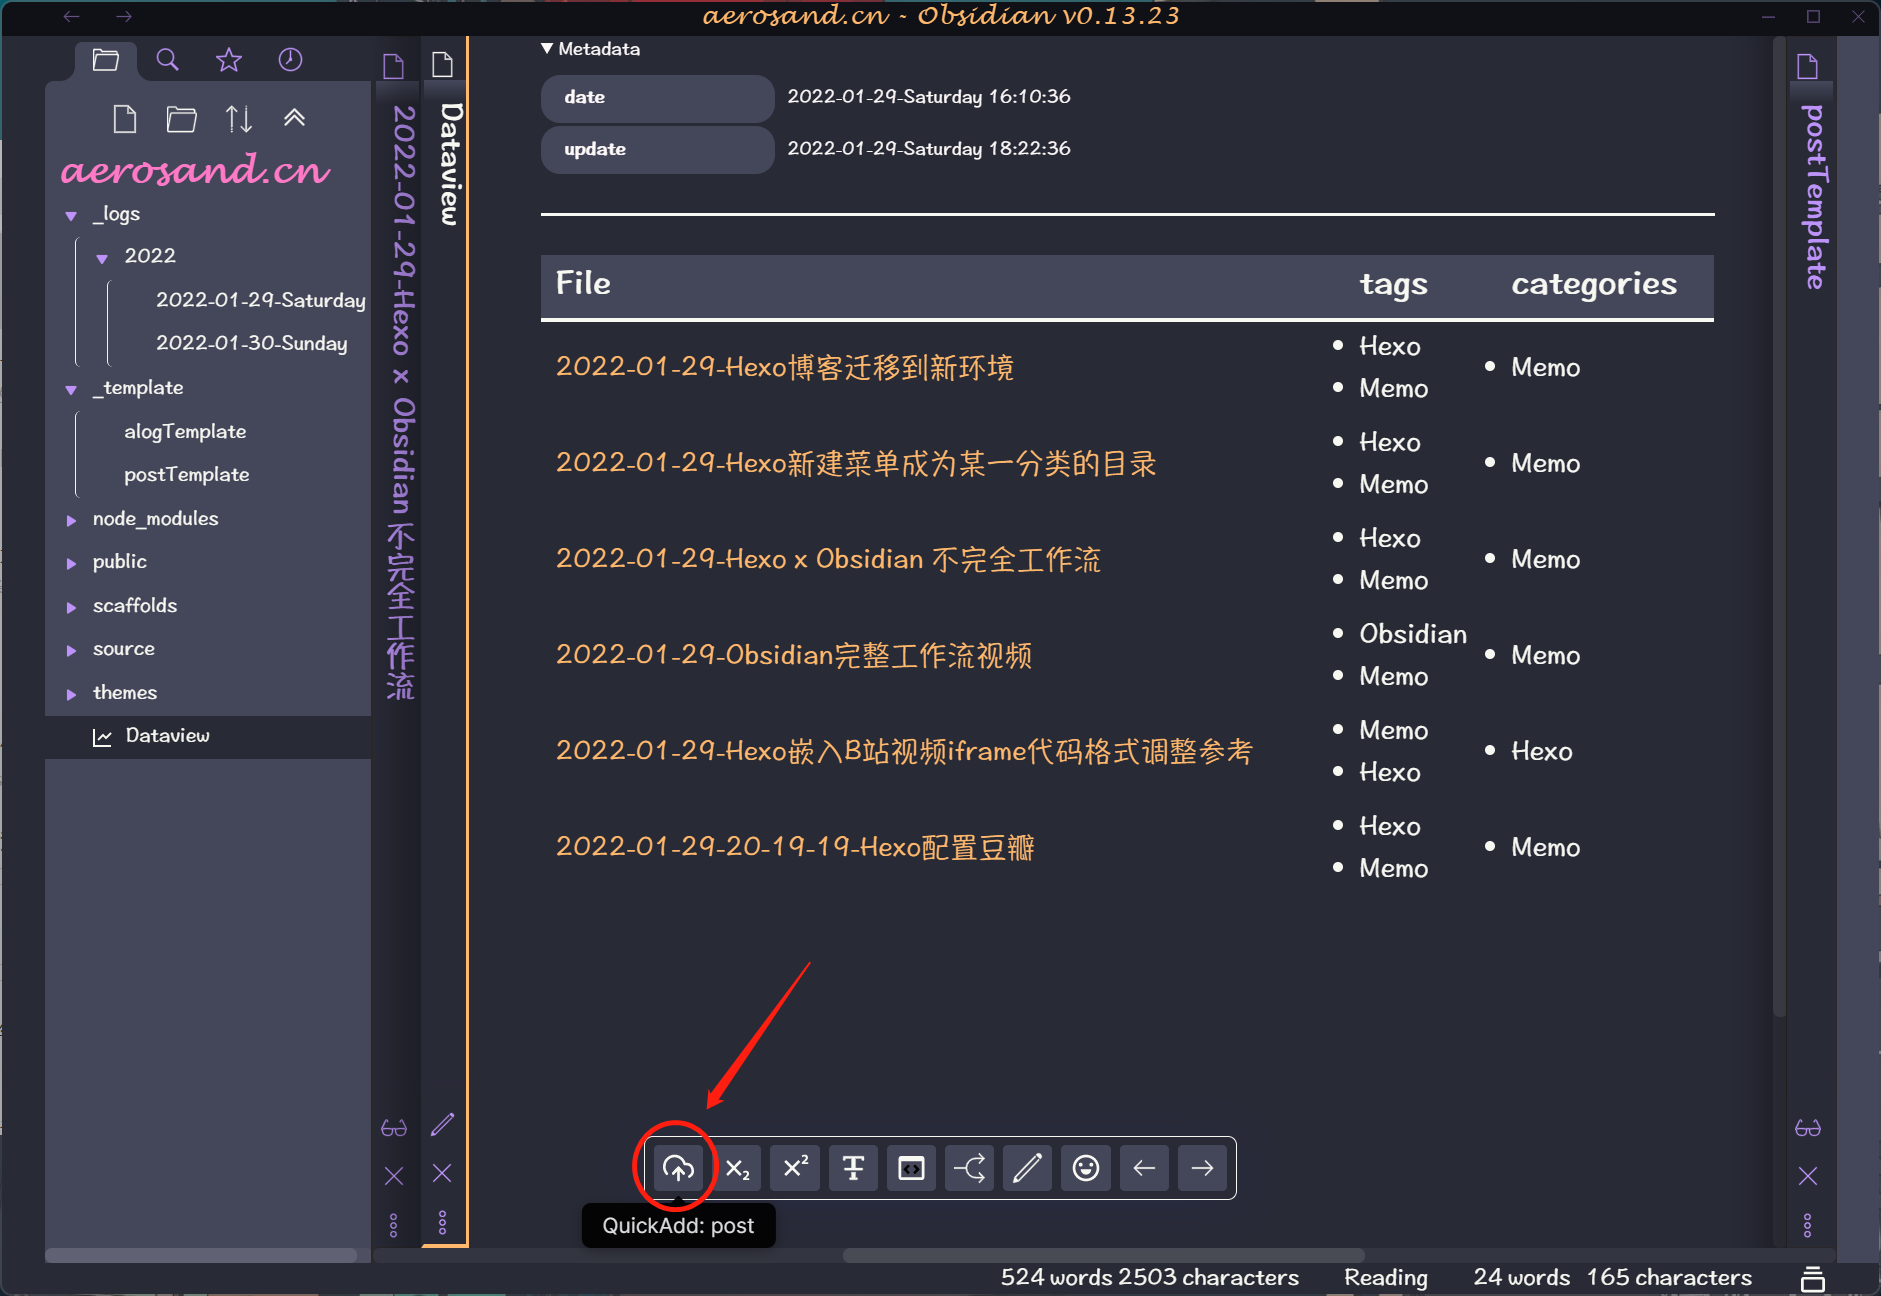 aerosand.cn - Obsidian v0.13.23
aerosand.cn
_logs
2022
2022-01-29-Saturday
2022-01-30-Sunday
_template
alogTemplate
postTemplate
node_modules
public
scaffolds
source
themes
Dataview
2022-01-29-Hexo x Obsidian 不完全工作流
Dataview
Metadata
date 2022-01-29-Saturday 16:10:36
update 2022-01-29-Saturday 18:22:36
File tags categories
2022-01-29-Hexo博客迁移到新环境
Hexo
Memo
Memo
2022-01-29-Hexo新建菜单成为某一分类的目录
Hexo
Memo
Memo
2022-01-29-Hexo x Obsidian 不完全工作流
Hexo
Memo
Memo
2022-01-29-Obsidian完整工作流视频
Obsidian
Memo
Memo
2022-01-29-Hexo嵌入B站视频iframe代码格式调整参考
Memo
Hexo
Hexo
2022-01-29-20-19-19-Hexo配置豆瓣
Hexo
Memo
Memo
postTemplate
X₂ X² T
QuickAdd: post
524 words 2503 characters Reading 24 words 165 characters